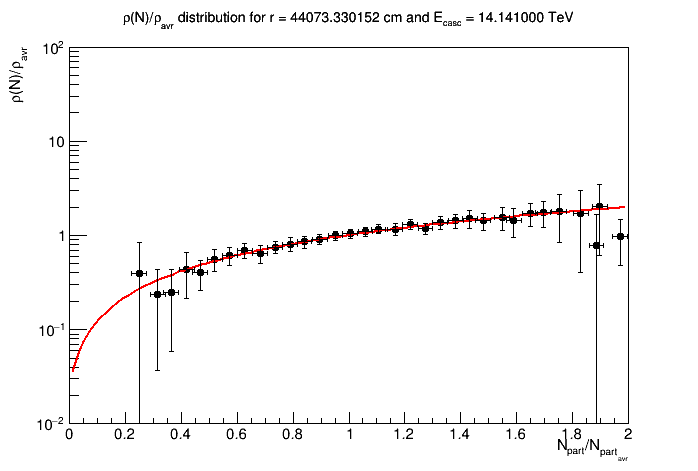 ρ(N)/ρavr distribution for r = 44073.330152 cm and Ecasc = 14.141000 TeV
ρ(N)/ρavr
10²
10
1
10⁻¹
10⁻²
0 0.2 0.4 0.6 0.8 1 1.2 1.4 1.6 1.8 2
Npart/Npartavr